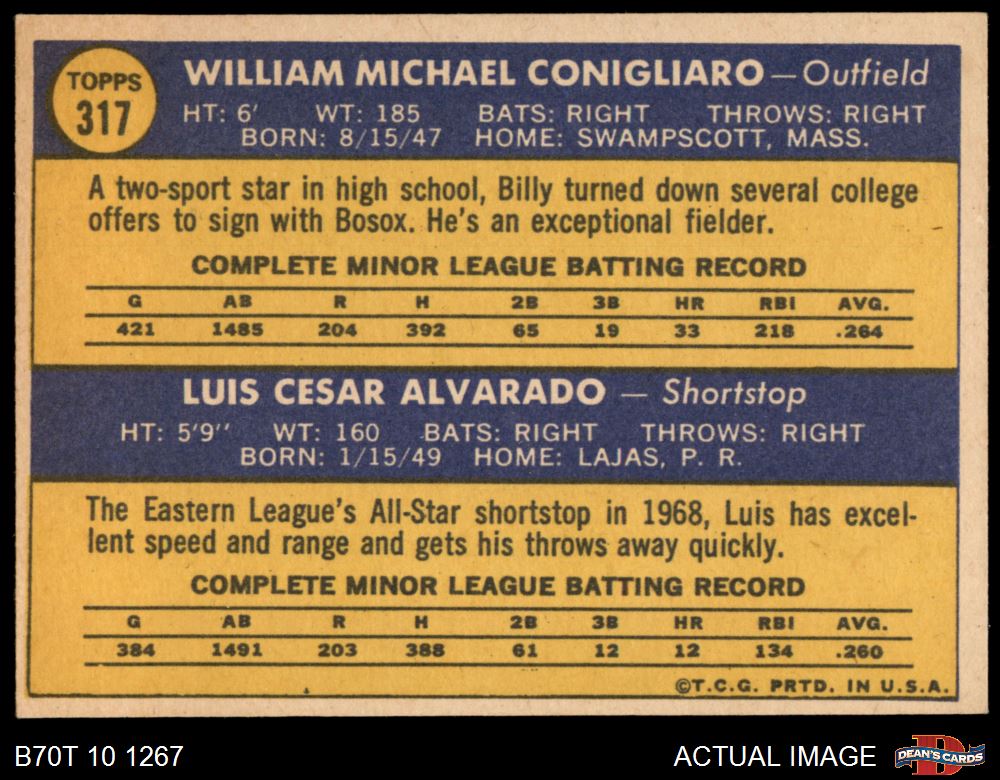 TOPPS
317
WILLIAM MICHAEL CONIGLIARO — Outfield
HT: 6' WT: 185 BATS: RIGHT THROWS: RIGHT
BORN: 8/15/47 HOME: SWAMPSCOTT, MASS.
A two-sport star in high school, Billy turned down several college
offers to sign with Bosox. He's an exceptional fielder.
COMPLETE MINOR LEAGUE BATTING RECORD
G AB R H 2B 3B HR RBI AVG.
421 1485 204 392 65 19 33 218 .264
LUIS CESAR ALVARADO — Shortstop
HT: 5'9" WT: 160 BATS: RIGHT THROWS: RIGHT
BORN: 1/15/49 HOME: LAJAS, P. R.
The Eastern League's All-Star shortstop in 1968, Luis has excel-
lent speed and range and gets his throws away quickly.
COMPLETE MINOR LEAGUE BATTING RECORD
G AB R H 2B 3B HR RBI AVG.
384 1491 203 388 61 12 12 134 .260
©T.C.G. PRTD. IN U.S.A.
B70T 10 1267
ACTUAL IMAGE
DEAN'S CARDS